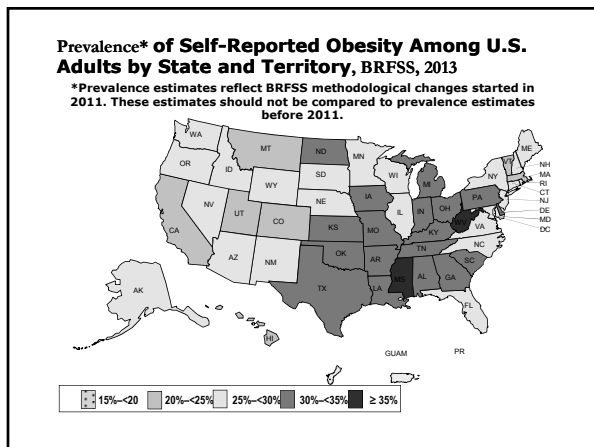 Prevalence* of Self-Reported Obesity Among U.S.
Adults by State and Territory, BRFSS, 2013
*Prevalence estimates reflect BRFSS methodological changes started in
2011. These estimates should not be compared to prevalence estimates
before 2011.
WA
MT
ND
MN
ME
OR
ID
SD
WI
MI
NY
VT
NH
MA
RI
CT
NJ
DE
MD
DC
WY
NE
IA
PA
NV
UT
CO
IL
IN
OH
WV
VA
CA
KS
MO
KY
NC
AZ
NM
OK
AR
TN
SC
TX
LA
MS
AL
GA
FL
AK
HI
GUAM
PR
15%–<20 20%–<25% 25%–<30% 30%–<35% ≥ 35%